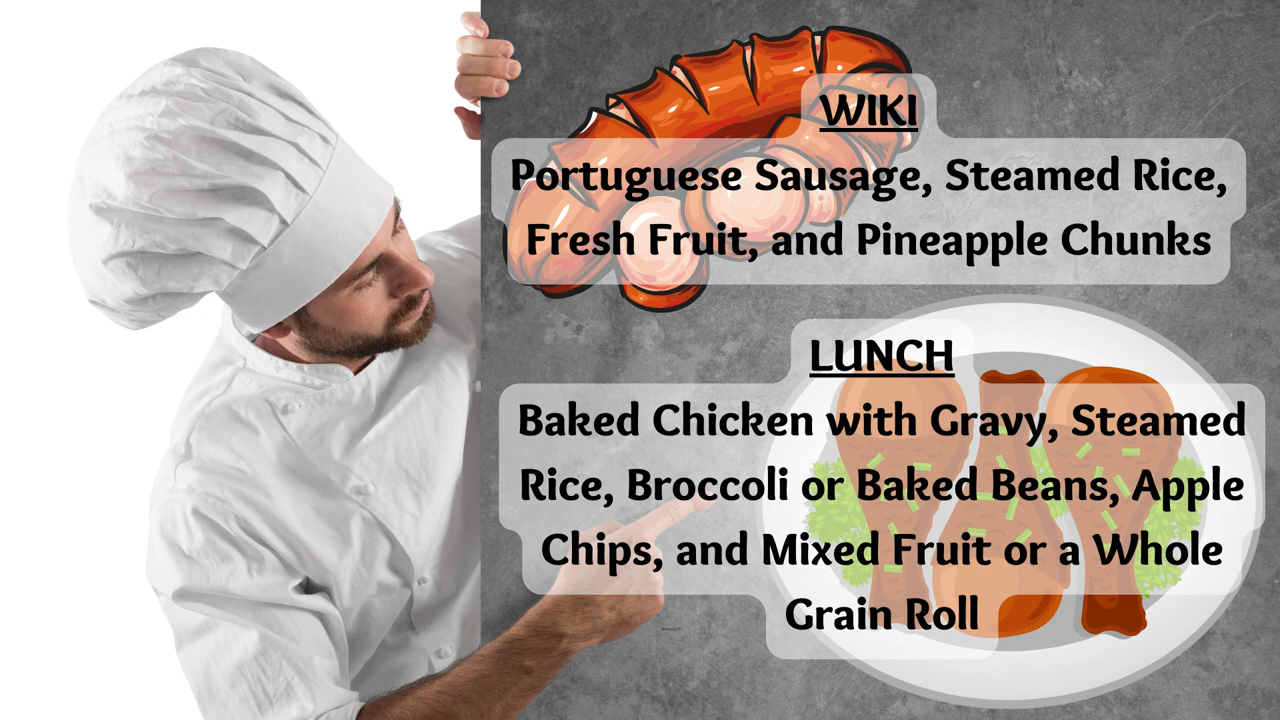 WIKI
Portuguese Sausage, Steamed Rice,
Fresh Fruit, and Pineapple Chunks
LUNCH
Baked Chicken with Gravy, Steamed
Rice, Broccoli or Baked Beans, Apple
Chips, and Mixed Fruit or a Whole
Grain Roll